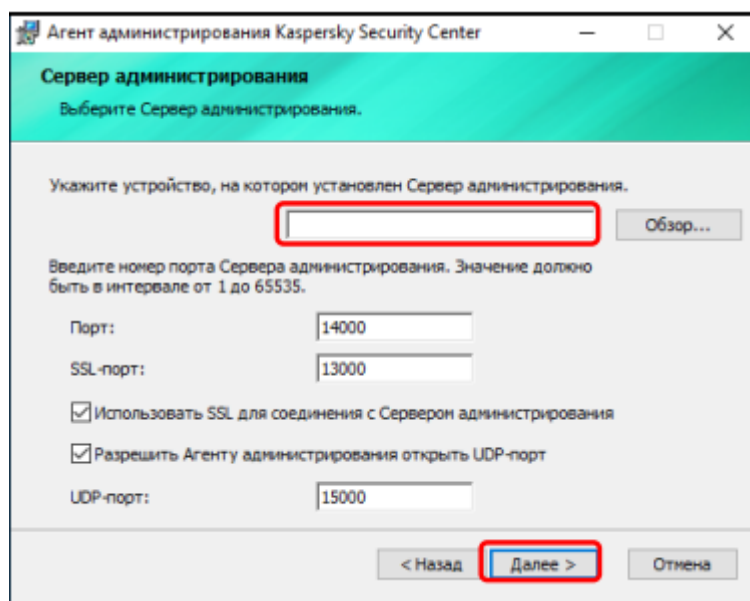 Агент администрирования Kaspersky Security Center
Сервер администрирования
Выберите Сервер администрирования.
Укажите устройство, на котором установлен Сервер администрирования.
Обзор...
Введите номер порта Сервера администрирования. Значение должно
быть в интервале от 1 до 65535.
Порт: 14000
SSL-порт: 13000
Использовать SSL для соединения с Сервером администрирования
Разрешить Агенту администрирования открыть UDP-порт
UDP-порт: 15000
< Назад Далее > Отмена